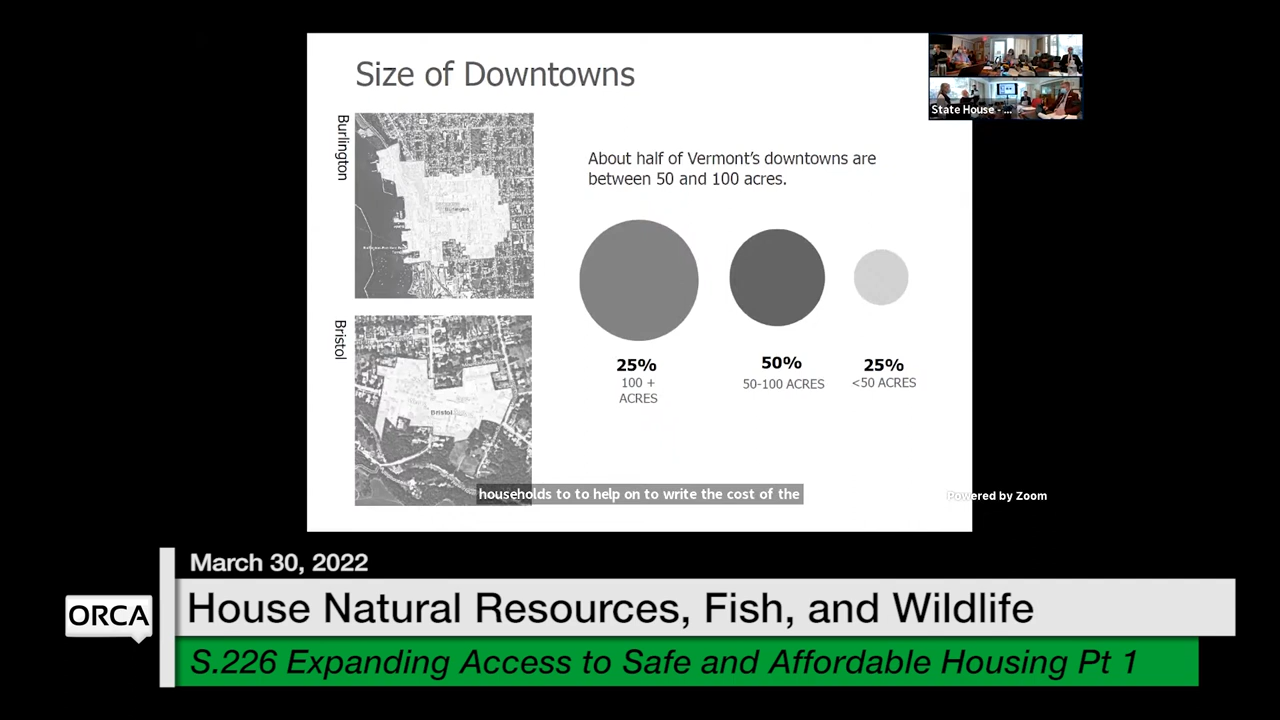 Size of Downtowns
State House - ...
Burlington
About half of Vermont's downtowns are
between 50 and 100 acres.
Burlington
Bristol
25%
100 +
ACRES
50%
50-100 ACRES
25%
<50 ACRES
Bristol
households to to help on to write the cost of the
Powered by Zoom
March 30, 2022
House Natural Resources, Fish, and Wildlife
ORCA
S.226 Expanding Access to Safe and Affordable Housing Pt 1